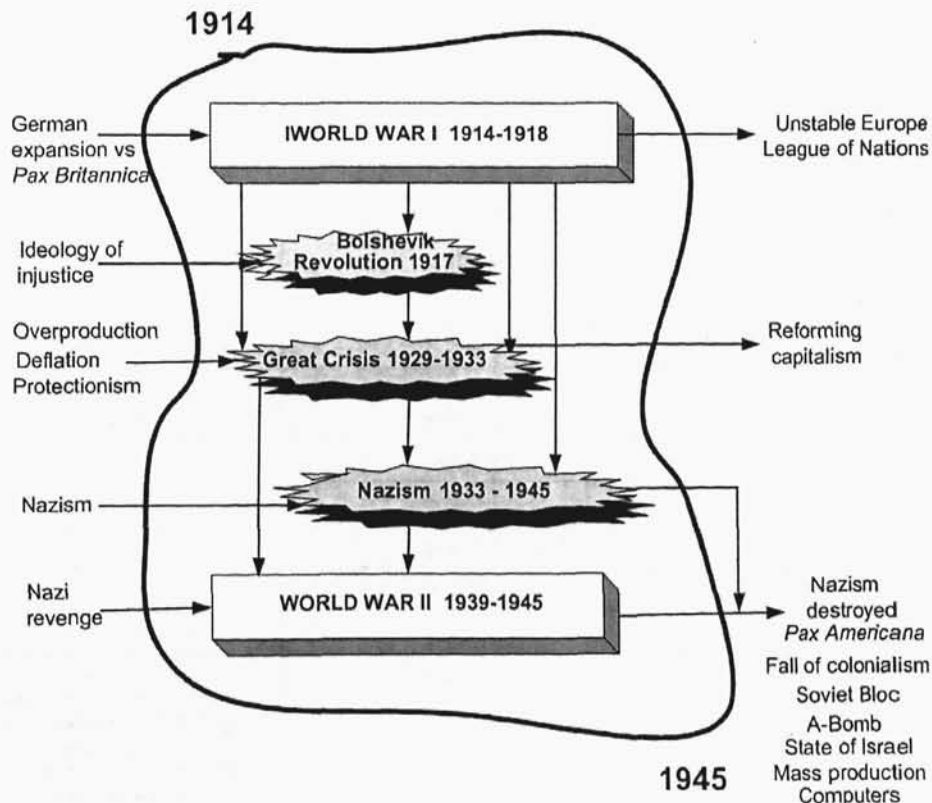 1914
German
expansion vs
Pax Britannica
IWORLD WAR I 1914-1918
Unstable Europe
League of Nations
Ideology of
injustice
Bolshevik
Revolution 1917
Overproduction
Deflation
Protectionism
Great Crisis 1929-1933
Reforming
capitalism
Nazism
Nazism 1933 - 1945
Nazi
revenge
WORLD WAR II 1939-1945
Nazism
destroyed
Pax Americana
Fall of colonialism
Soviet Bloc
A-Bomb
State of Israel
Mass production
Computers
1945